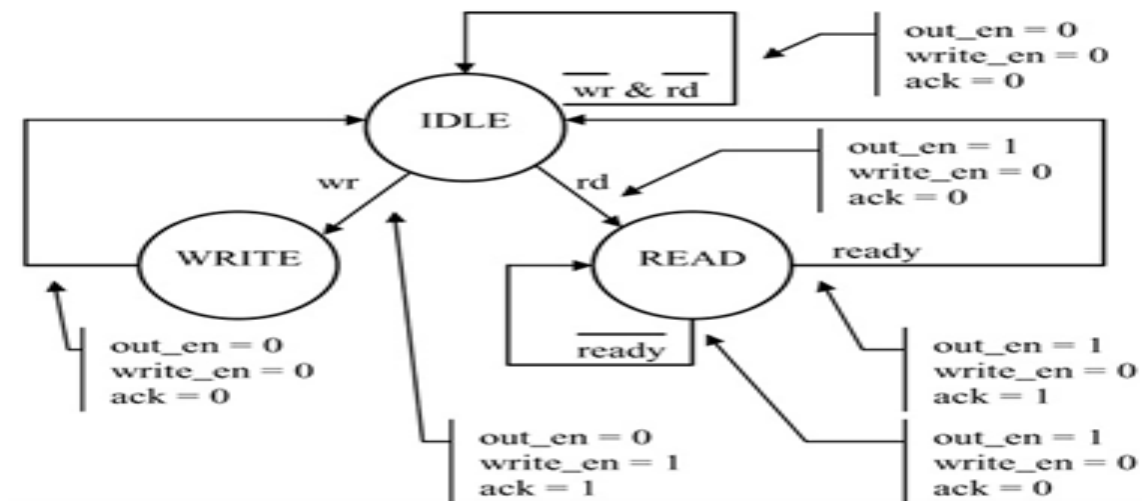 out_en = 0
write_en = 0
ack = 0
wr & rd
IDLE
out_en = 1
write_en = 0
ack = 0
wr
rd
WRITE
READ
ready
ready
out_en = 0
write_en = 0
ack = 0
out_en = 1
write_en = 0
ack = 1
out_en = 0
write_en = 1
ack = 1
out_en = 1
write_en = 0
ack = 0